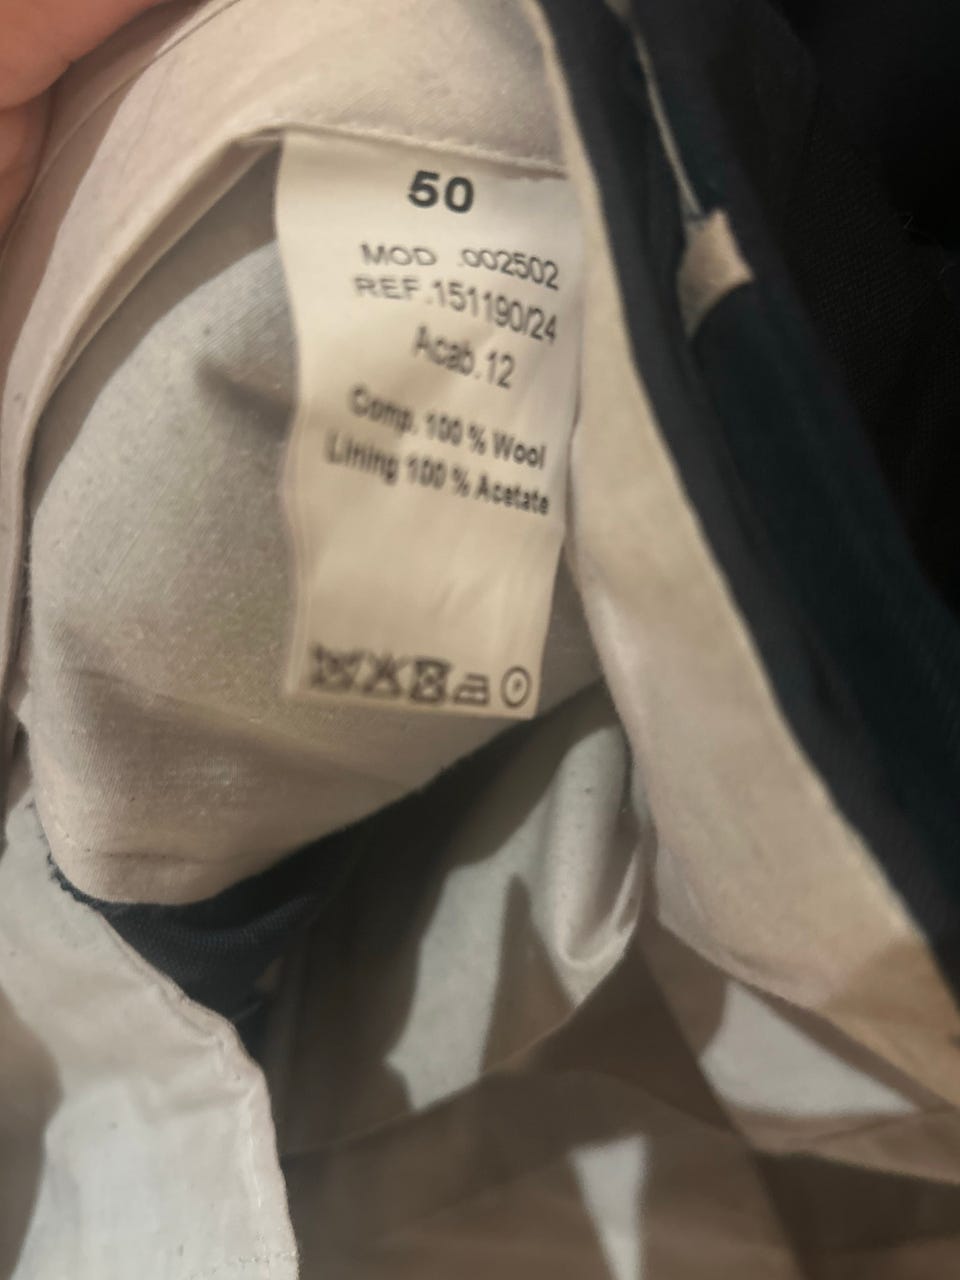 50
MOD .002502
REF.151190/24
Acab.12
Comp. 100 % Wool
Lining 100 % Acetate